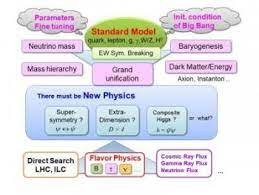 Parameters
Fine tuning
Init. condition
of Big Bang
Standard Model
quark, lepton, g, γ, W/Z, H⁰
EW Sym. Breaking
Neutrino mass
Baryogenesis
Mass hierarchy
Grand
unification
Dark Matter/Energy
Axion, Instanton ..
There must be New Physics
Super-
symmetry ?
Extra-
Dimension ?
Composite
Higgs ?
or what?
Direct Search
LHC, ILC
Flavor Physics
B
τ
ν
...
Cosmic Ray Flux
Gamma Ray Flux
Neutrino Flux
...